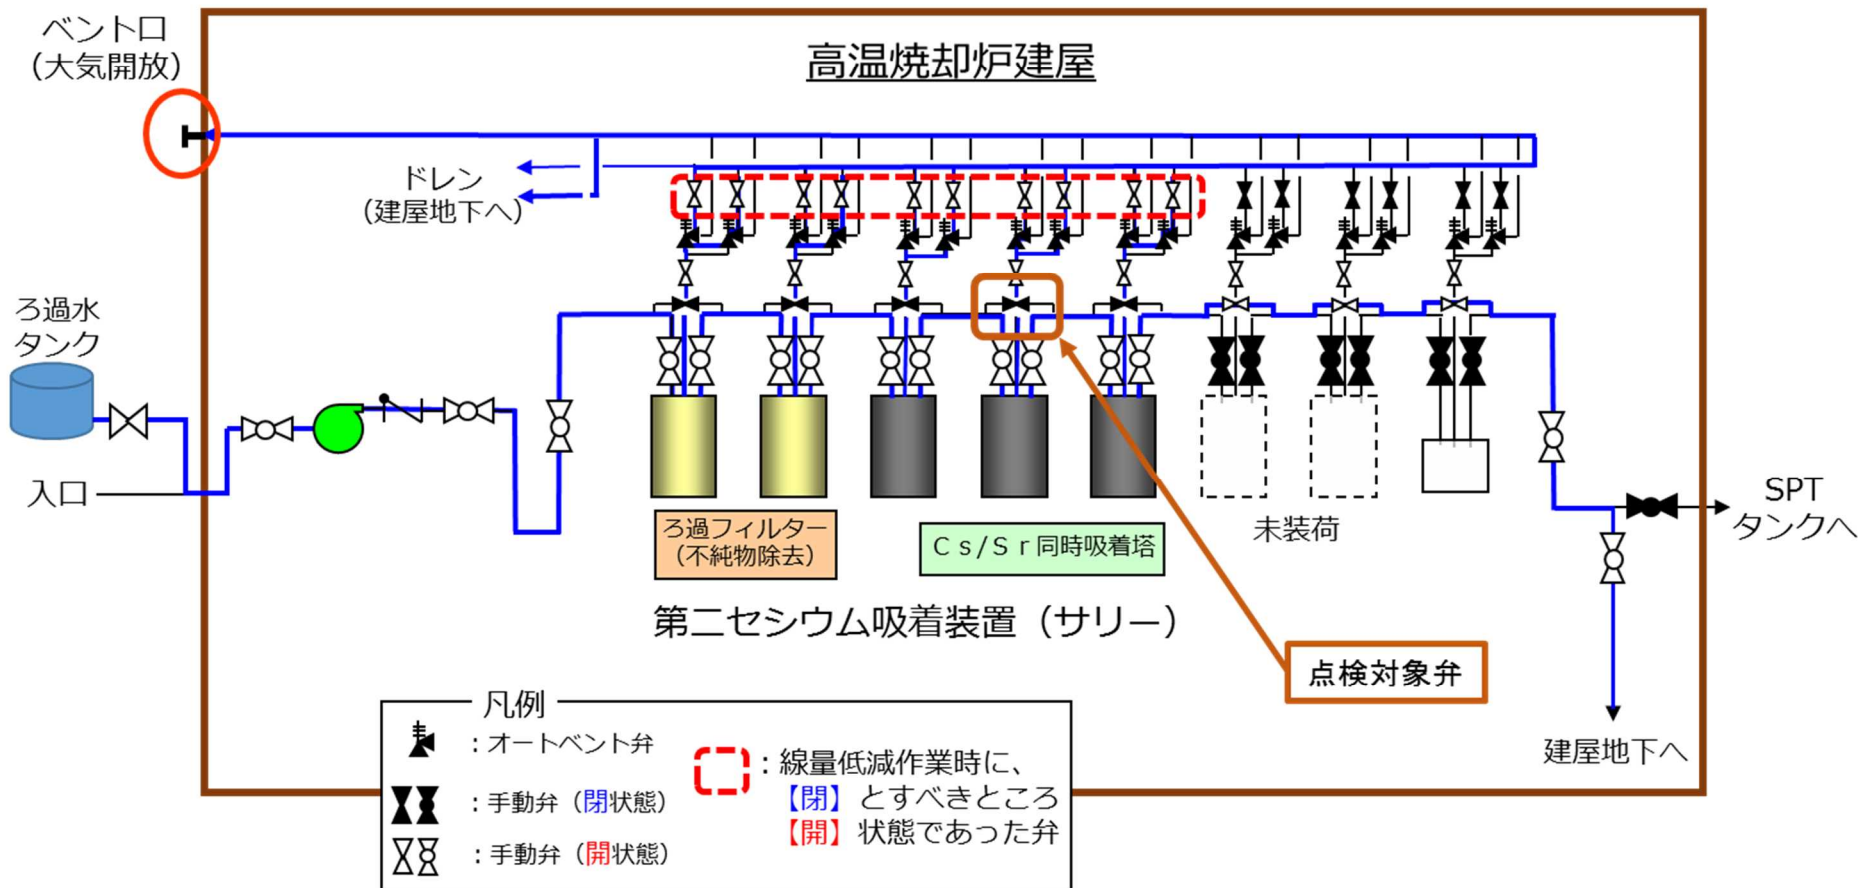 ベントロ
（大気開放）
高温焼却炉建屋
ドレン
（建屋地下へ）
ろ過水
タンク
入口
ろ過フィルター
（不純物除去）
Ｃｓ/Ｓｒ同時吸着塔
未装荷
SPT
タンクへ
第二セシウム吸着装置（サリー）
点検対象弁
建屋地下へ
凡例
：オートベント弁
：手動弁（閉状態）
：手動弁（開状態）
：線量低減作業時に、
【閉】とすべきところ
【開】状態であった弁